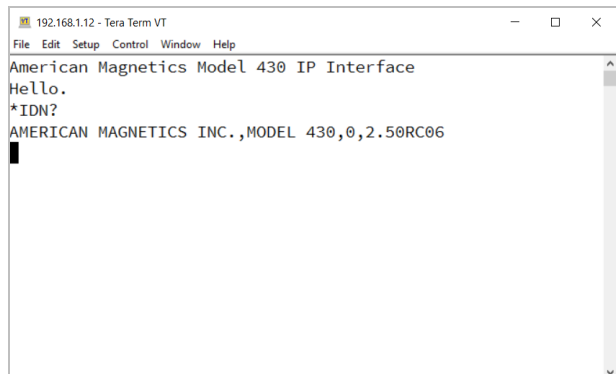 192.168.1.12 - Tera Term VT
File Edit Setup Control Window Help
American Magnetics Model 430 IP Interface
Hello.
*IDN?
AMERICAN MAGNETICS INC.,MODEL 430,0,2.50RC06